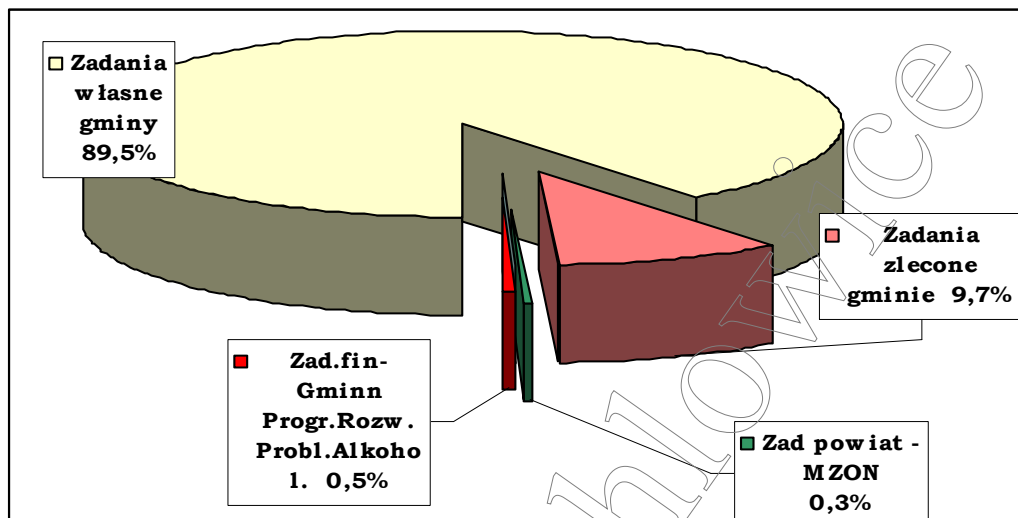 Zadania
własne
gminy
89,5%
Zadania
zlecone
gminie 9,7%
Zad.fin-
Gminn
Progr.Rozw.
Probl.Alkoho
l. 0,5%
Zad powiat -
MZON
0,3%
hlowice